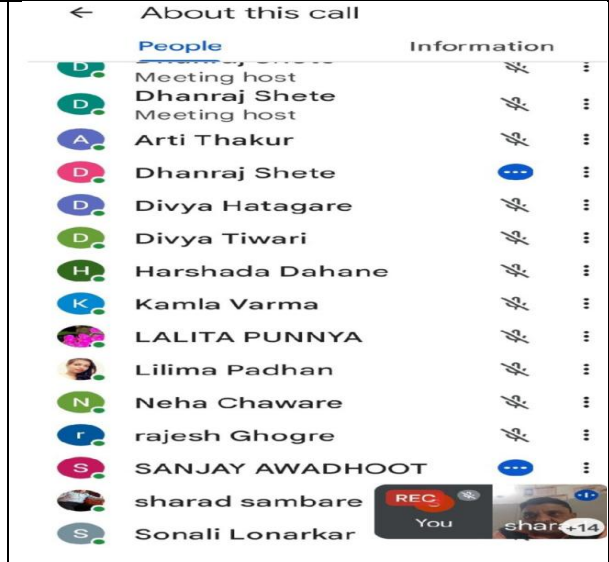 ← About this call
People Information
Meeting host
D Dhanraj Shete
Meeting host
A Arti Thakur
D Dhanraj Shete
D Divya Hatagare
D Divya Tiwari
H Harshada Dahane
K Kamla Varma
LALITA PUNNYA
Lilima Padhan
N Neha Chaware
r rajesh Ghogre
S SANJAY AWADHOOT
sharad sambare REC
You +14
S Sonali Lonarkar